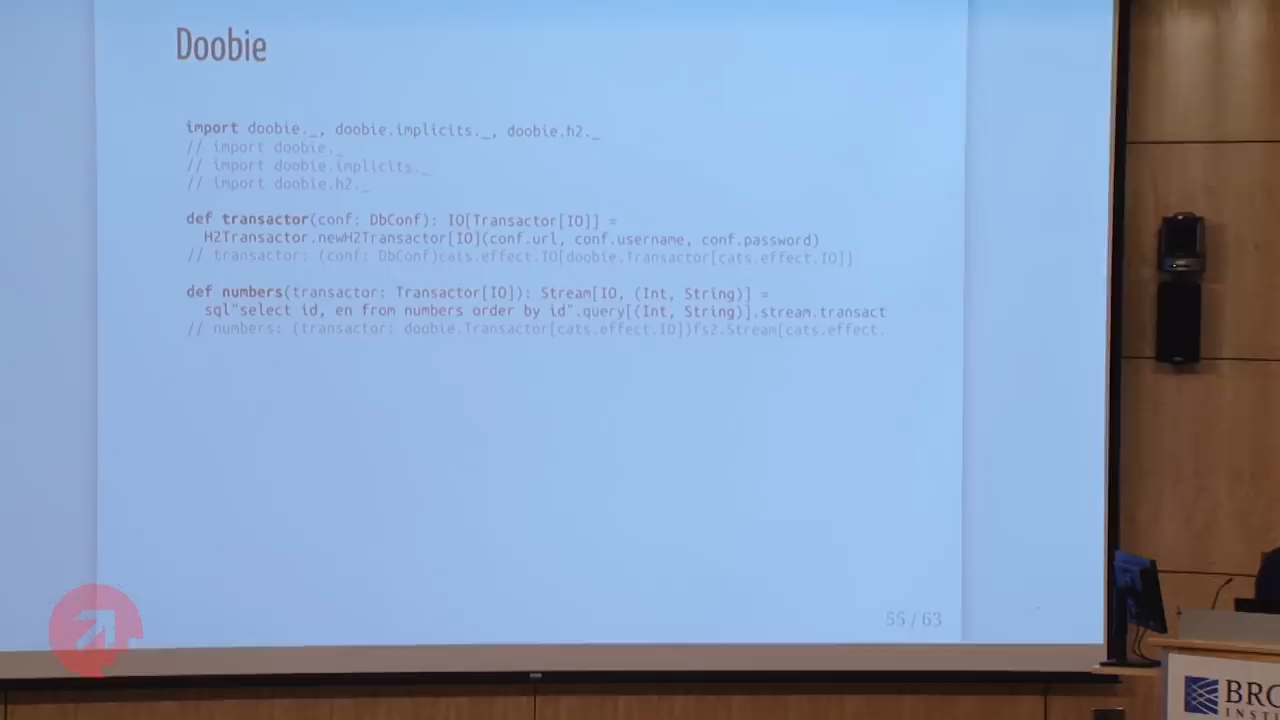 Doobie
import doobie._, doobie.implicits._, doobie.h2._
// import doobie._
// import doobie.implicits._
// import doobie.h2._
def transactor(conf: DbConf): IO[Transactor[IO]] =
H2Transactor.newH2Transactor[IO](conf.url, conf.username, conf.password)
// transactor: (conf: DbConf)cats.effect.IO[doobie.Transactor[cats.effect.IO]]
def numbers(transactor: Transactor[IO]): Stream[IO, (Int, String)] =
sql"select id, en from numbers order by id".query[(Int, String)].stream.transact
// numbers: (transactor: doobie.Transactor[cats.effect.IO])fs2.Stream[cats.effect.
55 / 63
BRO
INSTI